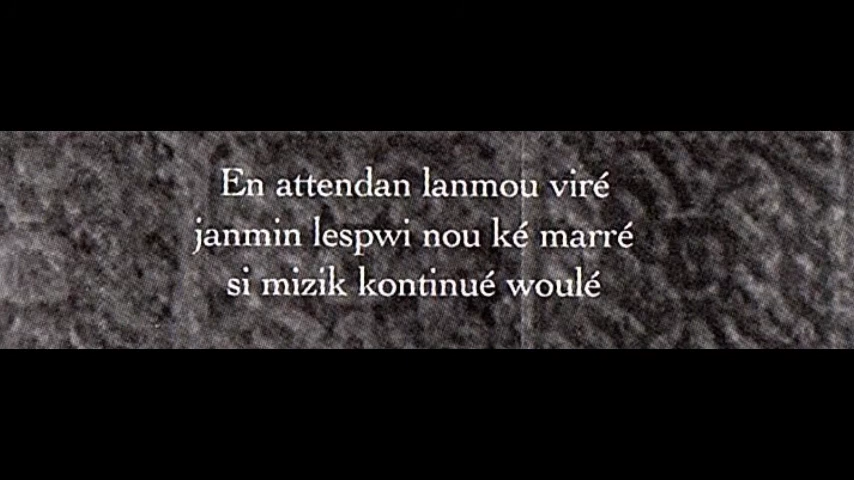 En attendan lanmou viré
janmin lespwi nou ké marré
si mizik kontinué woulé